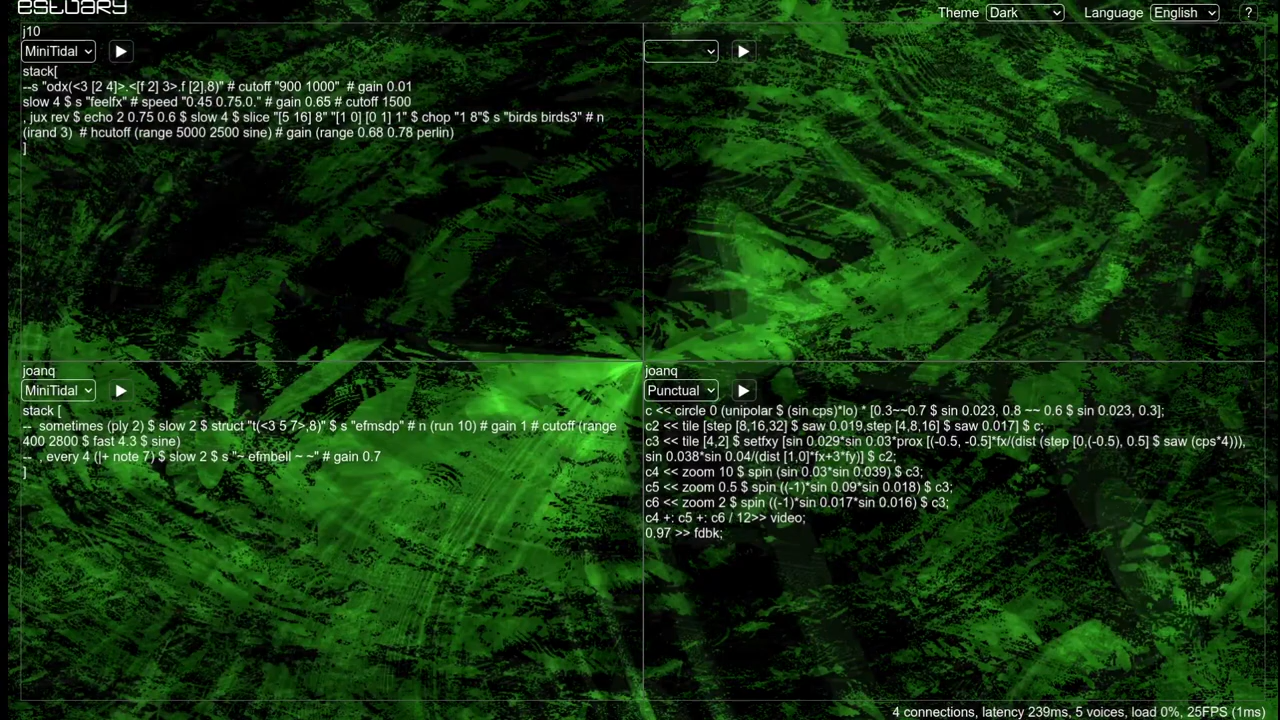 estuary
Theme Dark Language English ?
j10
MiniTidal
stack[
--s "odx(<3 [2 4]>.<[f 2] 3>.f [2],8)" # cutoff "900 1000"  # gain 0.01
slow 4 $ s "feelfx" # speed "0.45 0.75.0." # gain 0.65 # cutoff 1500
, jux rev $ echo 2 0.75 0.6 $ slow 4 $ slice "[5 16] 8" "[1 0] [0 1] 1" $ chop "1 8"$ s "birds birds3" # n
(irand 3)  # hcutoff (range 5000 2500 sine) # gain (range 0.68 0.78 perlin)
]
joanq
MiniTidal
stack [
--  sometimes (ply 2) $ slow 2 $ struct "t(<3 5 7>,8)" $ s "efmsdp" # n (run 10) # gain 1 # cutoff (range
400 2800 $ fast 4.3 $ sine)
-- , every 4 (|+ note 7) $ slow 2 $ s "~ efmbell ~ ~" # gain 0.7
]
joanq
Punctual
c << circle 0 (unipolar $ (sin cps)*lo) * [0.3~~0.7 $ sin 0.023, 0.8 ~~ 0.6 $ sin 0.023, 0.3];
c2 << tile [step [8,16,32] $ saw 0.019,step [4,8,16] $ saw 0.017] $ c;
c3 << tile [4,2] $ setfxy [sin 0.029*sin 0.03*prox [(-0.5, -0.5]*fx/(dist (step [0,(-0.5), 0.5] $ saw (cps*4))),
sin 0.038*sin 0.04/(dist [1,0]*fx+3*fy)] $ c2;
c4 << zoom 10 $ spin (sin 0.03*sin 0.039) $ c3;
c5 << zoom 0.5 $ spin ((-1)*sin 0.09*sin 0.018) $ c3;
c6 << zoom 2 $ spin ((-1)*sin 0.017*sin 0.016) $ c3;
c4 +: c5 +: c6 / 12>> video;
0.97 >> fdbk;
4 connections, latency 239ms, 5 voices, load 0%, 25FPS (1ms)